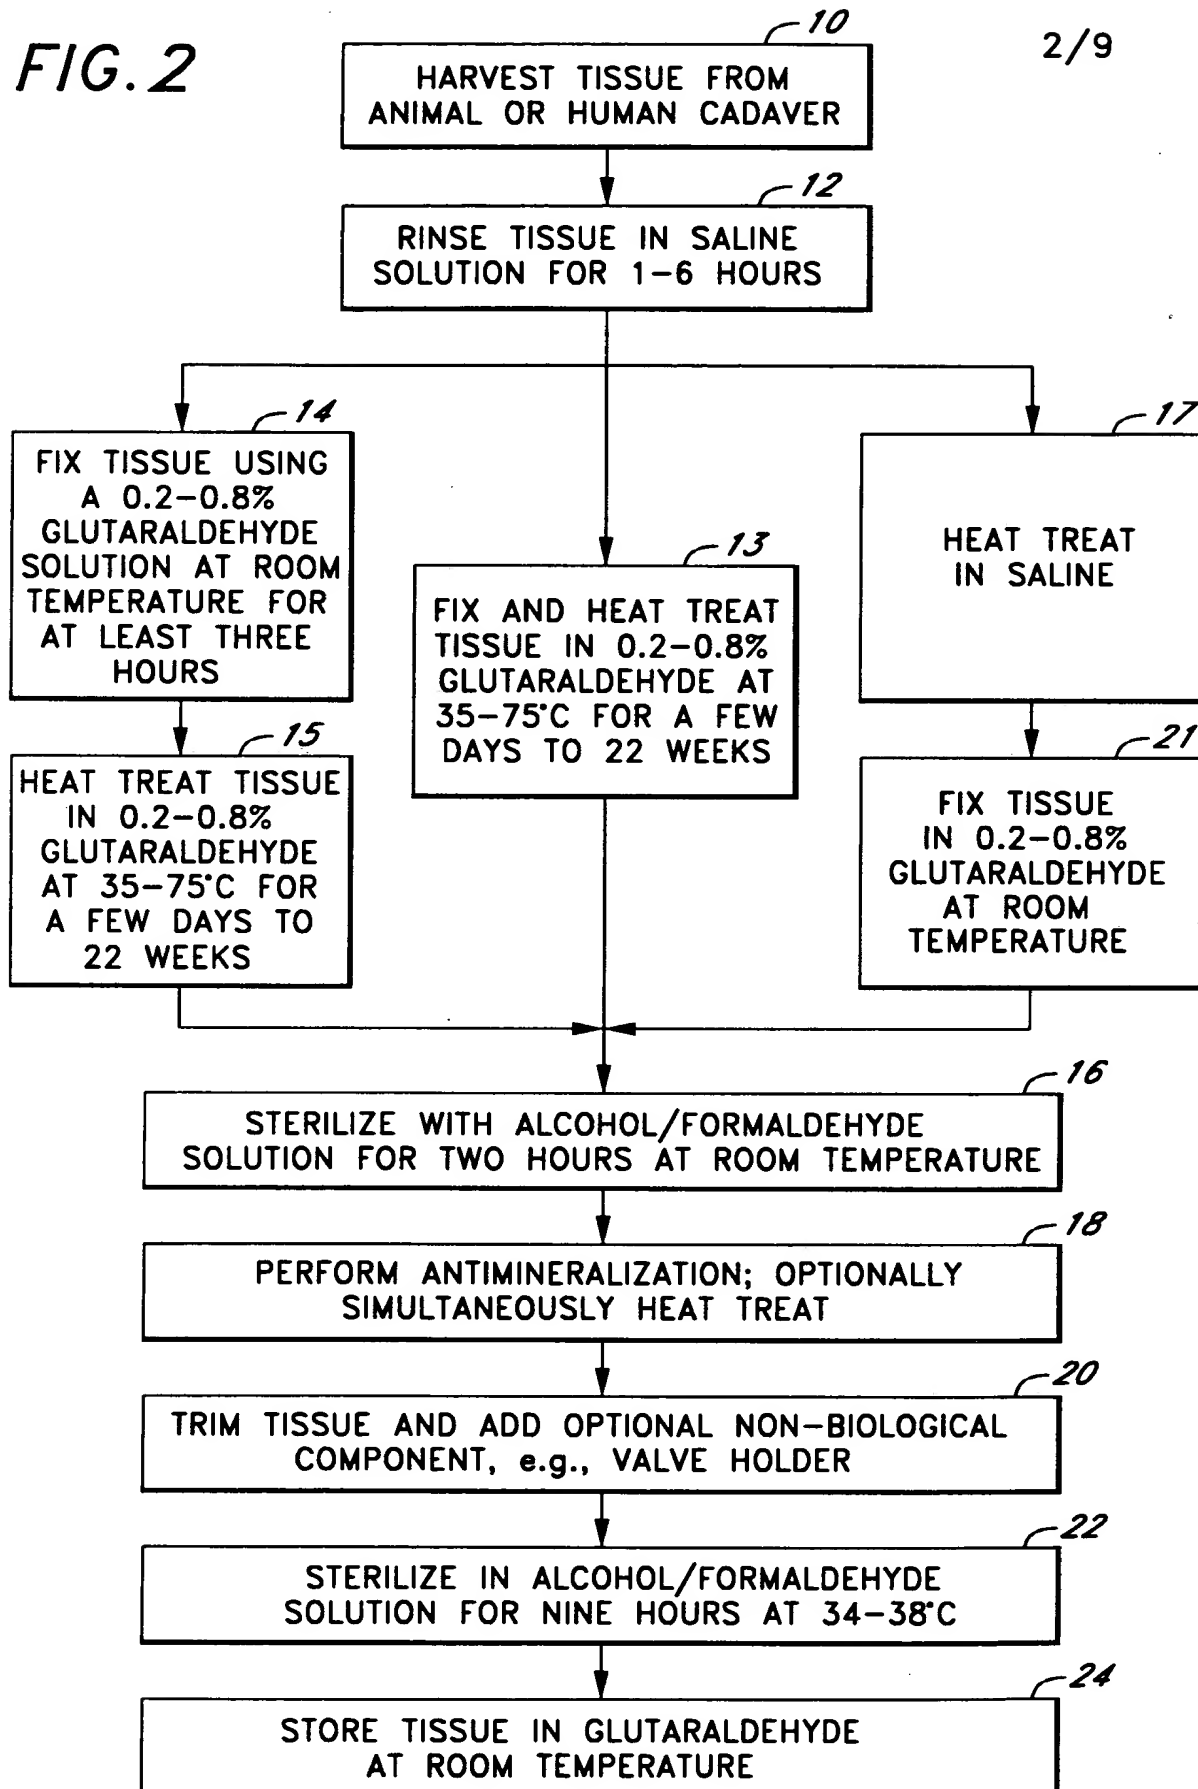 FIG. 2
2/9
10
HARVEST TISSUE FROM
ANIMAL OR HUMAN CADAVER
12
RINSE TISSUE IN SALINE
SOLUTION FOR 1-6 HOURS
14
FIX TISSUE USING
A 0.2-0.8%
GLUTARALDEHYDE
SOLUTION AT ROOM
TEMPERATURE FOR
AT LEAST THREE
HOURS
15
HEAT TREAT TISSUE
IN 0.2-0.8%
GLUTARALDEHYDE
AT 35-75°C FOR
A FEW DAYS TO
22 WEEKS
13
FIX AND HEAT TREAT
TISSUE IN 0.2-0.8%
GLUTARALDEHYDE AT
35-75°C FOR A FEW
DAYS TO 22 WEEKS
17
HEAT TREAT
IN SALINE
21
FIX TISSUE
IN 0.2-0.8%
GLUTARALDEHYDE
AT ROOM
TEMPERATURE
16
STERILIZE WITH ALCOHOL/FORMALDEHYDE
SOLUTION FOR TWO HOURS AT ROOM TEMPERATURE
18
PERFORM ANTIMINERALIZATION; OPTIONALLY
SIMULTANEOUSLY HEAT TREAT
20
TRIM TISSUE AND ADD OPTIONAL NON-BIOLOGICAL
COMPONENT, e.g., VALVE HOLDER
22
STERILIZE IN ALCOHOL/FORMALDEHYDE
SOLUTION FOR NINE HOURS AT 34-38°C
24
STORE TISSUE IN GLUTARALDEHYDE
AT ROOM TEMPERATURE